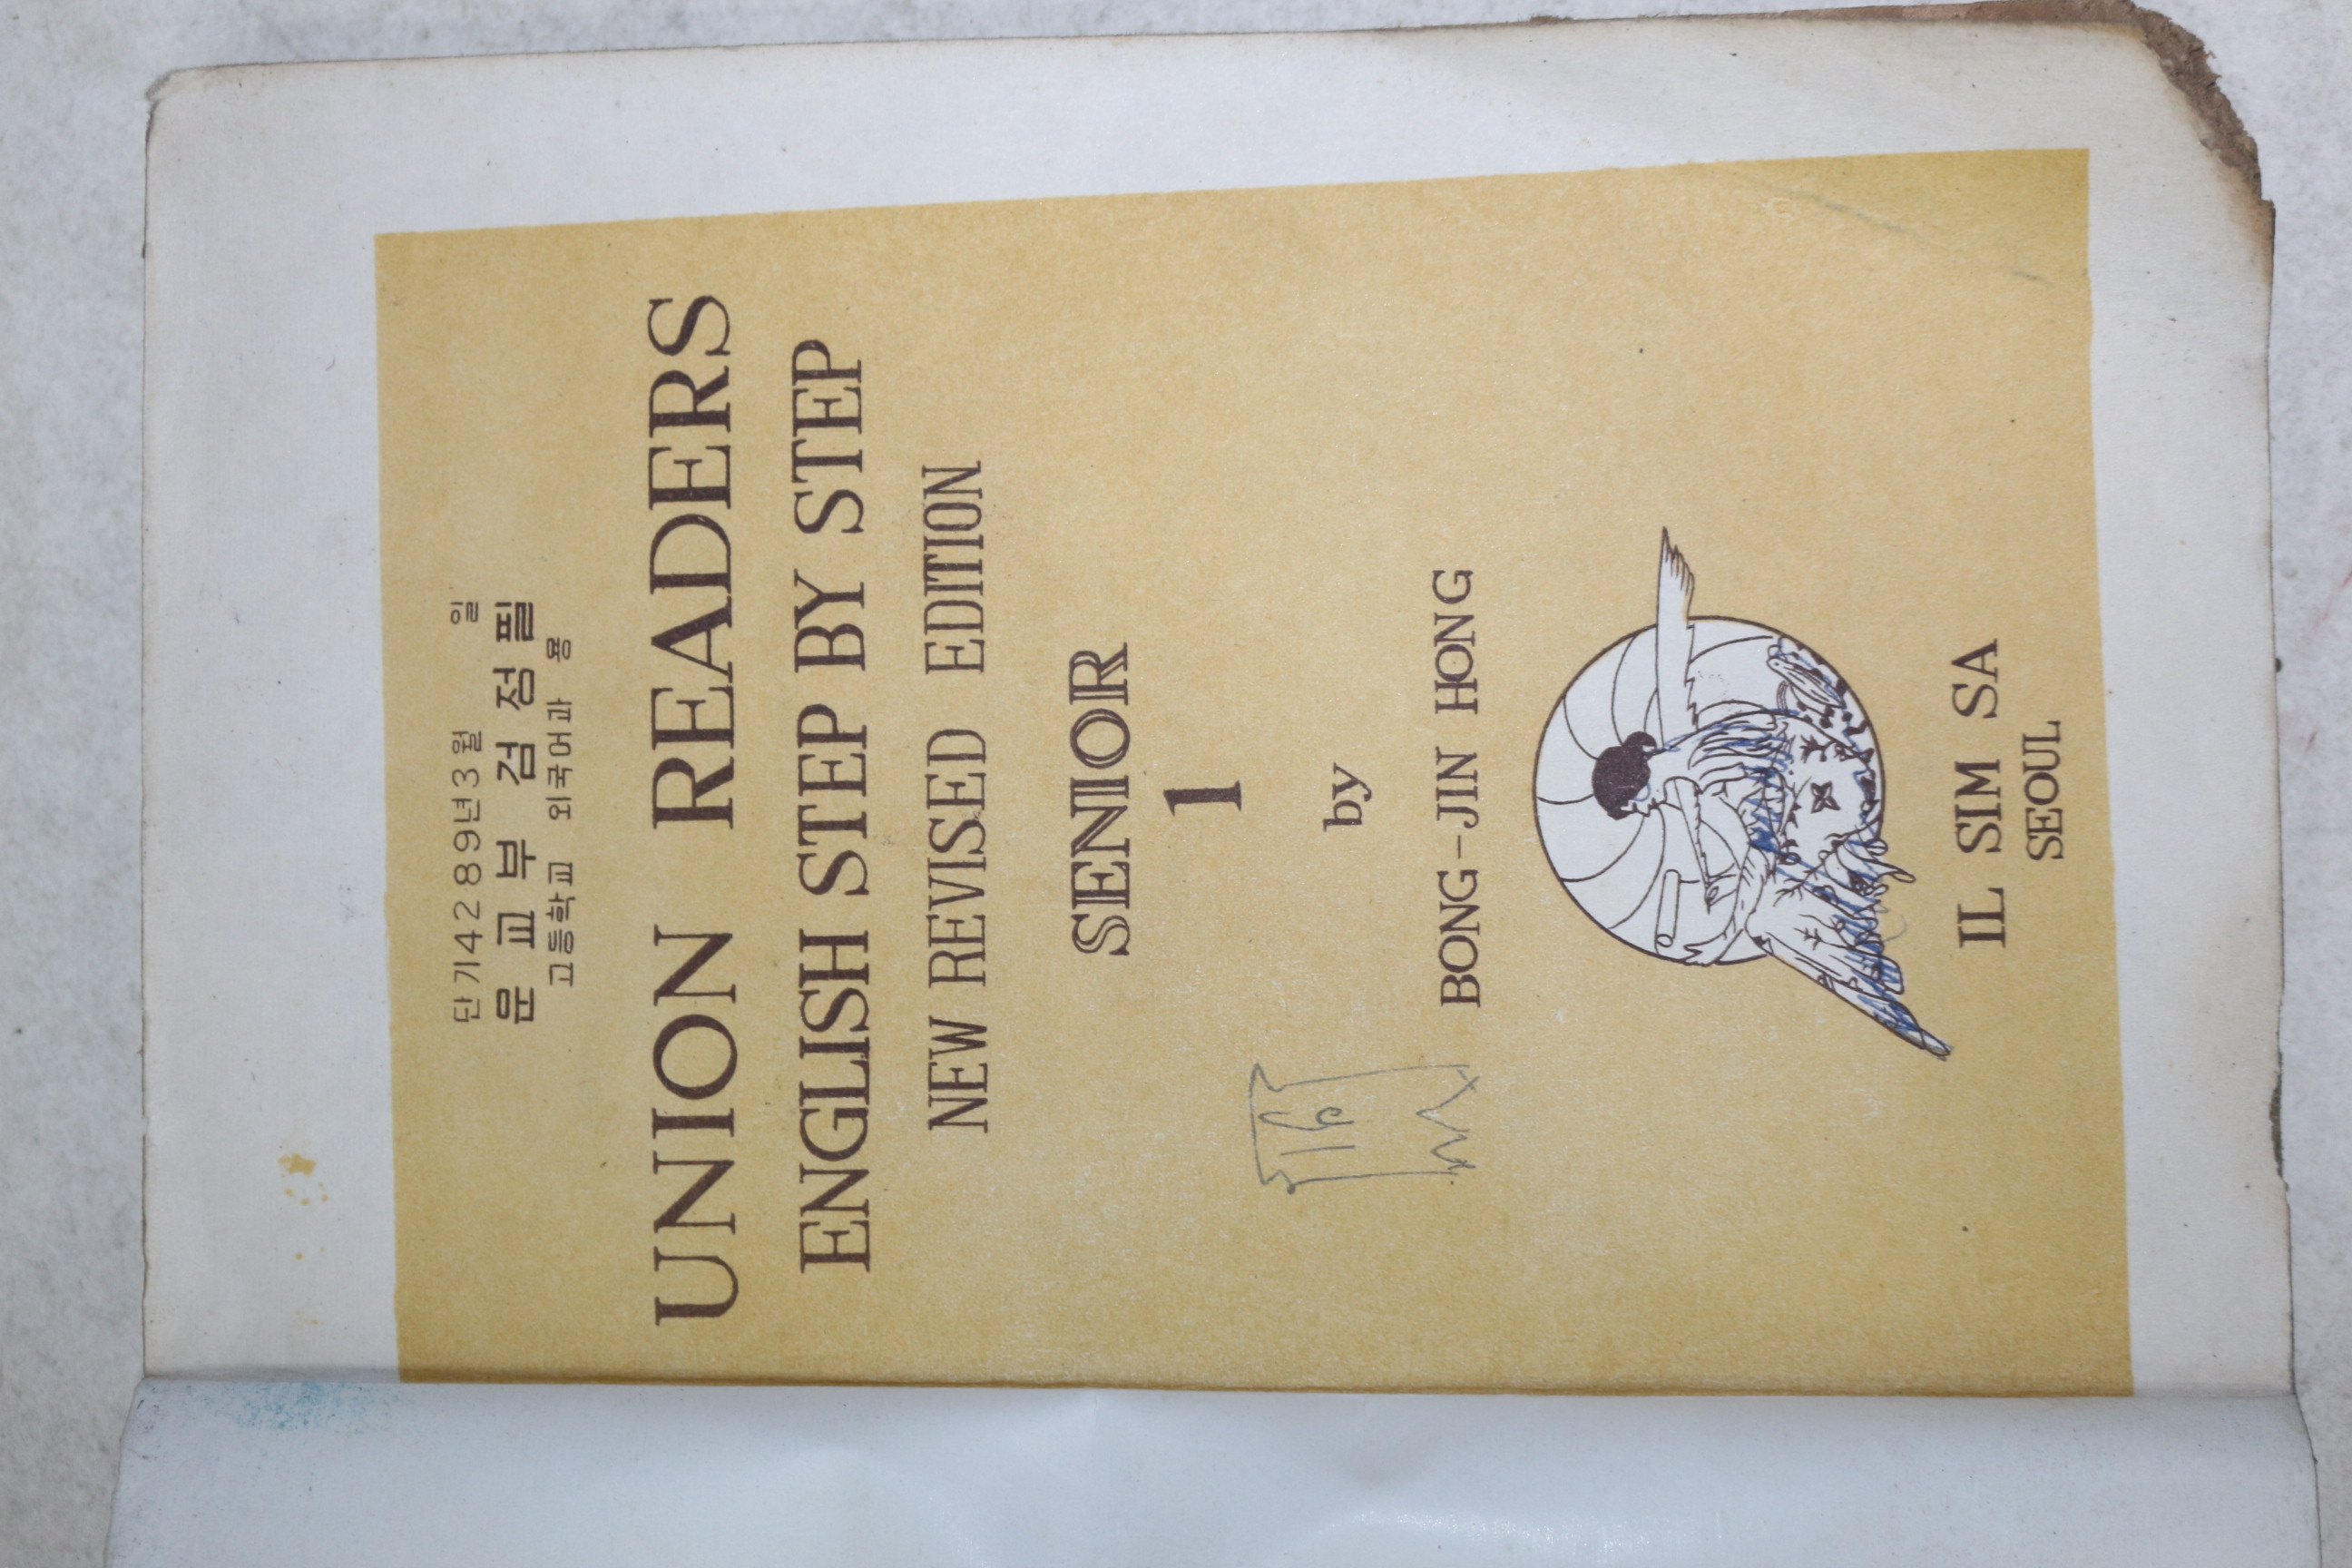 단기4289년3월 일
문교부 검정필
고등학교 외국어과 용
UNION READERS
ENGLISH STEP BY STEP
NEW REVISED EDITION
SENIOR
1
by
BONG-JIN HONG
IL SIM SA
SEOUL